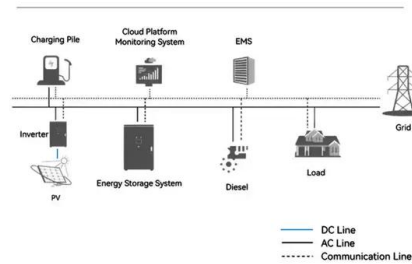 Charging Pile
Cloud Platform
Monitoring System
EMS
Grid
Inverter
PV
Energy Storage System
Diesel
Load
DC Line
AC Line
Communication Line